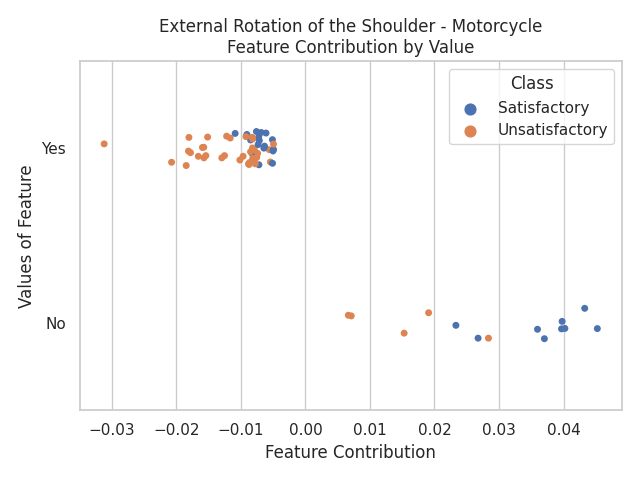 External Rotation of the Shoulder - Motorcycle
Feature Contribution by Value
Class
Satisfactory
Unsatisfactory
Yes
No
Values of Feature
−0.03 −0.02 −0.01 0.00 0.01 0.02 0.03 0.04
Feature Contribution